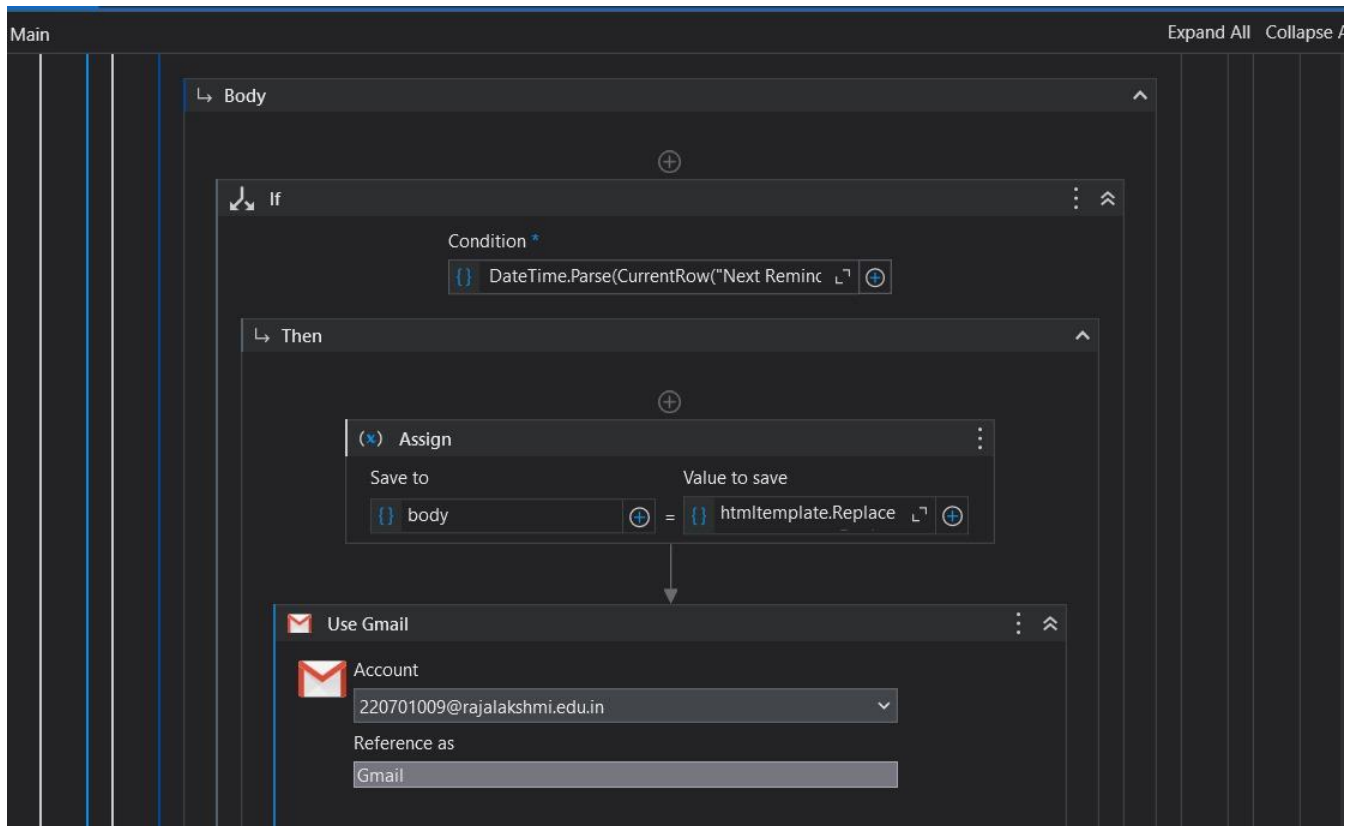 Main Expand All Collapse A
Body
If
Condition *
{} DateTime.Parse(CurrentRow("Next Reminc
Then
(x) Assign
Save to Value to save
{} body = {} htmltemplate.Replace
Use Gmail
Account
220701009@rajalakshmi.edu.in
Reference as
Gmail